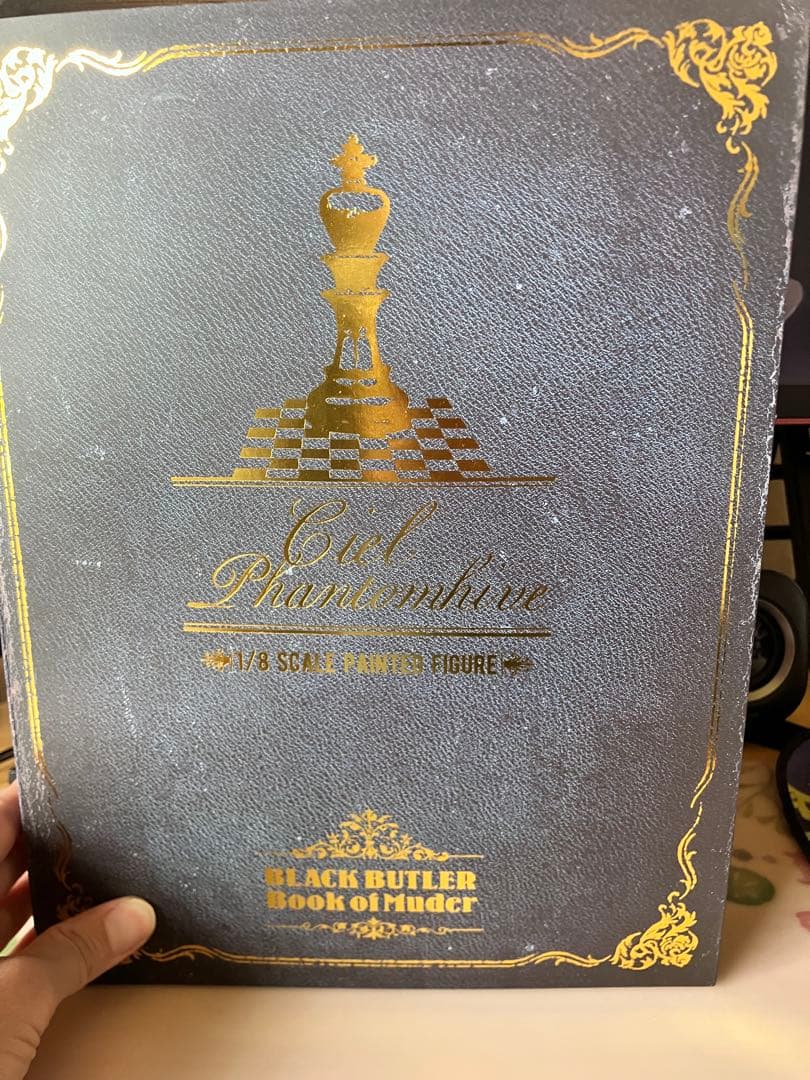 Ciel
Phantomhive
1/8 SCALE PAINTED FIGURE
BLACK BUTLER
Book of Muder